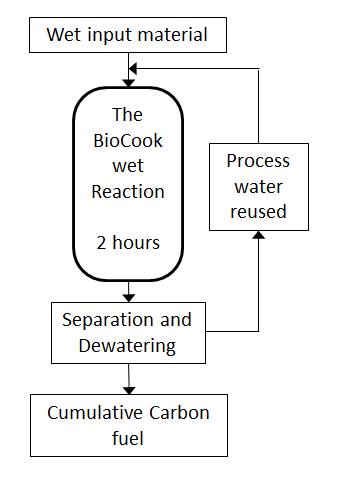 Wet input material
The
BioCook
wet
Reaction
2 hours
Process
water
reused
Separation and
Dewatering
Cumulative Carbon
fuel